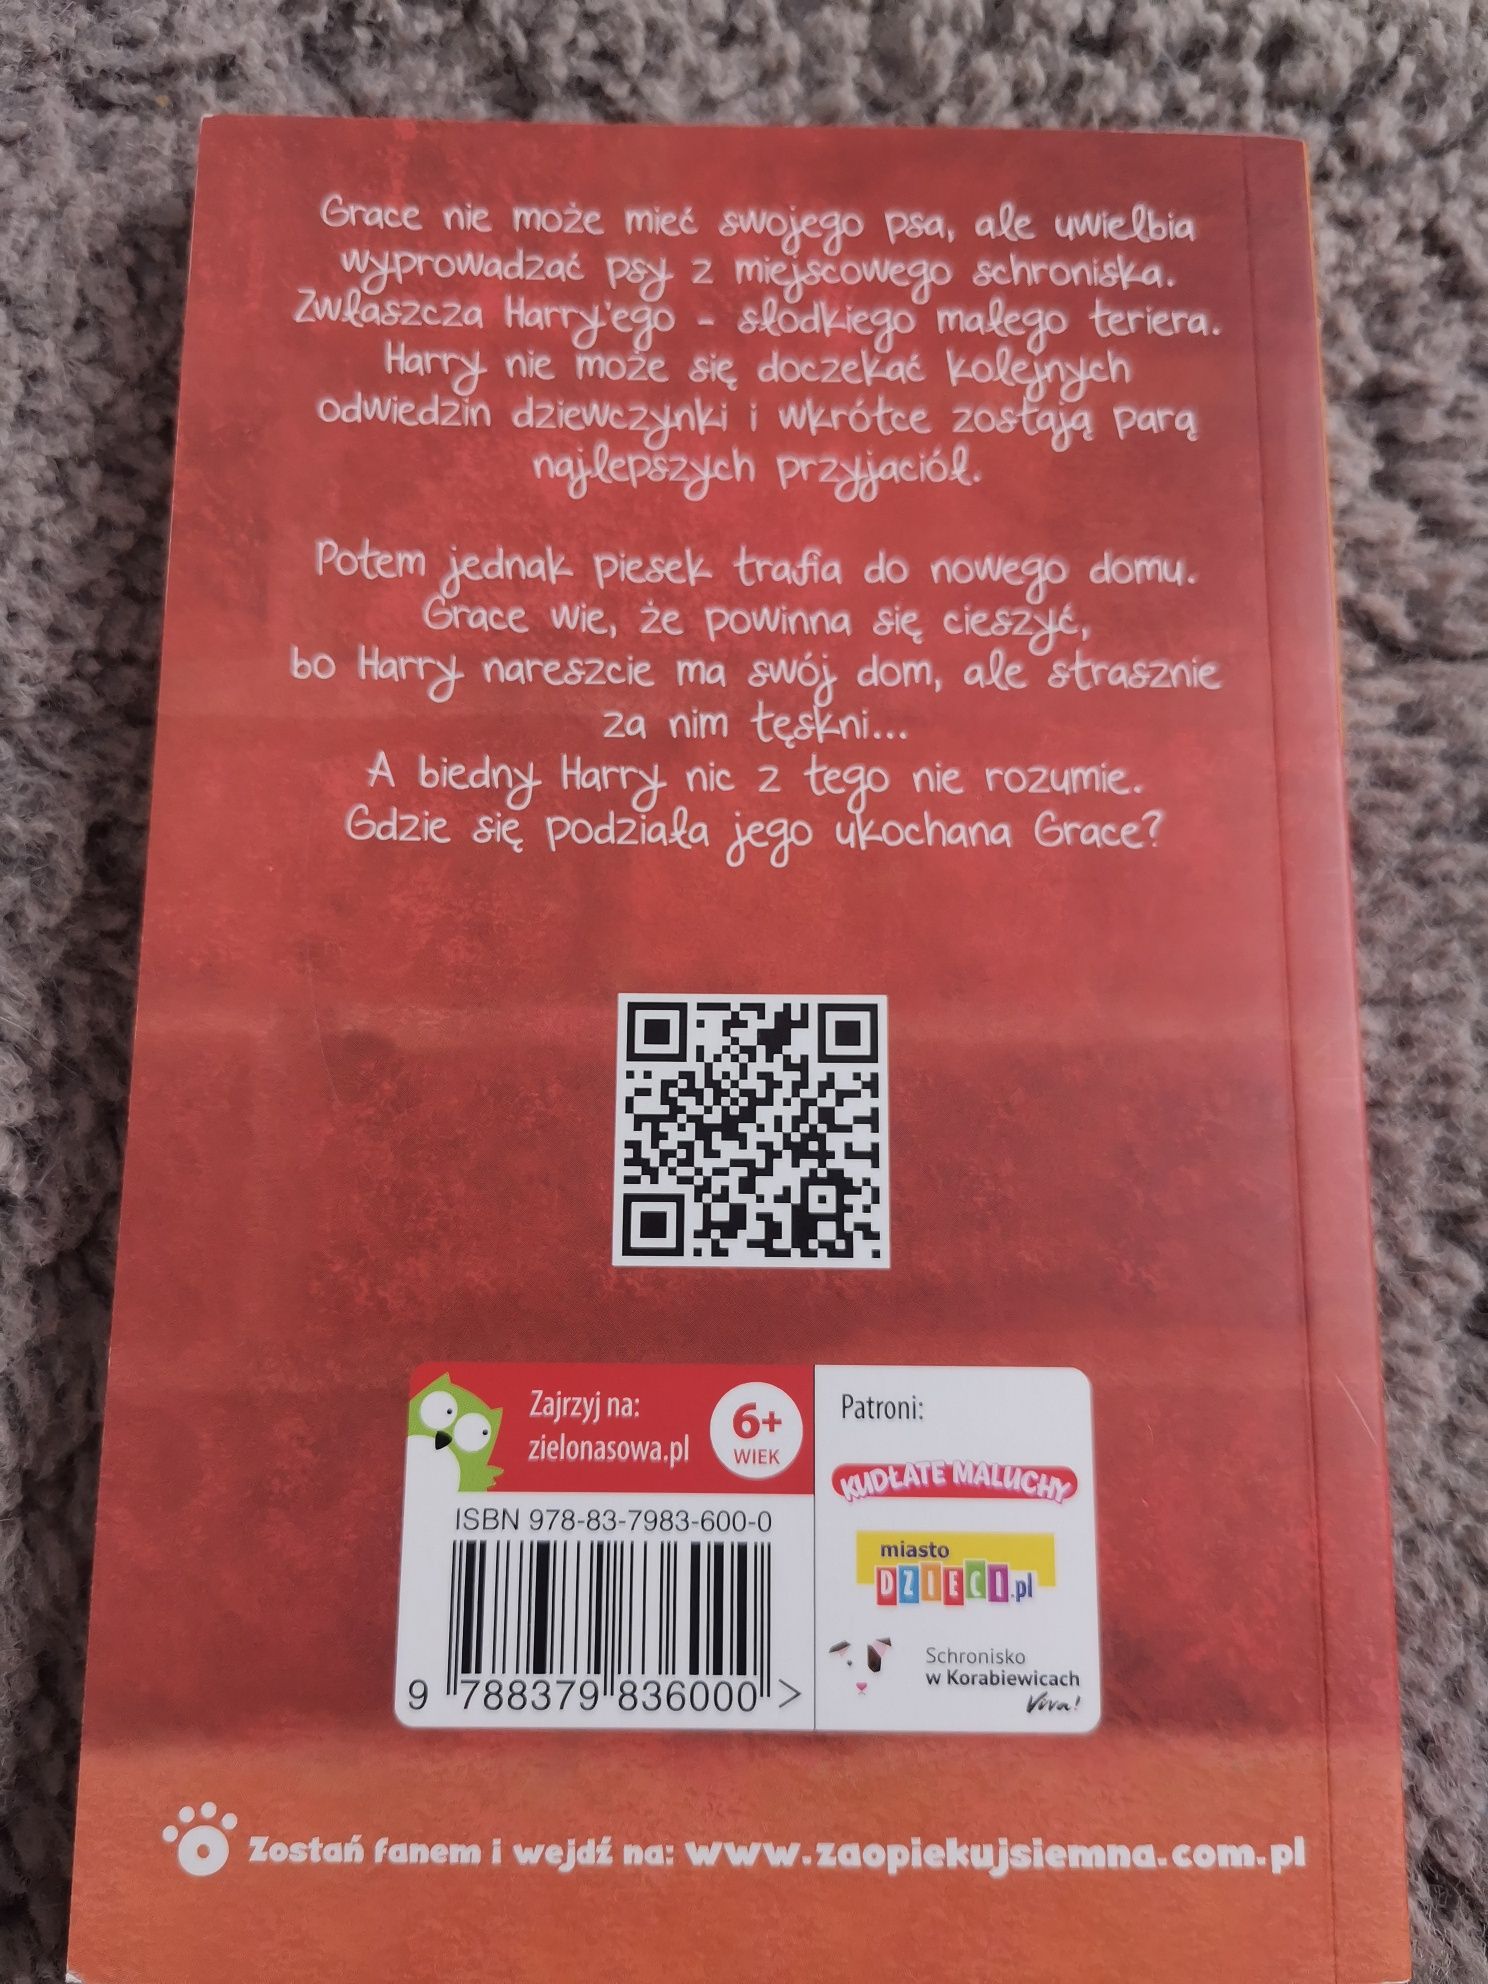 Grace nie może mieć swojego psa, ale uwielbia
wyprowadzać psy z miejscowego schroniska.
Zwłaszcza Harry'ego - słodkiego małego teriera.
Harry nie może się doczekać kolejnych
odwiedzin dziewczynki i wkrótce zostają parą
najlepszych przyjaciół.
Potem jednak piesek trafia do nowego domu.
Grace wie, że powinna się cieszyć,
bo Harry nareszcie ma swój dom, ale strasznie
za nim tęskni...
A biedny Harry nic z tego nie rozumie.
Gdzie się podziała jego ukochana Grace?
Zajrzyj na:
zielonasowa.pl
6+
WIEK
ISBN 978-83-7983-600-0
9 788379 836000 >
Patroni:
KUDŁATE MALUCHY
miasto
DZIECI.pl
Schronisko
w Korabiewicach
Viva!
Zostań fanem i wejdź na: www.zaopiekujsiemna.com.pl